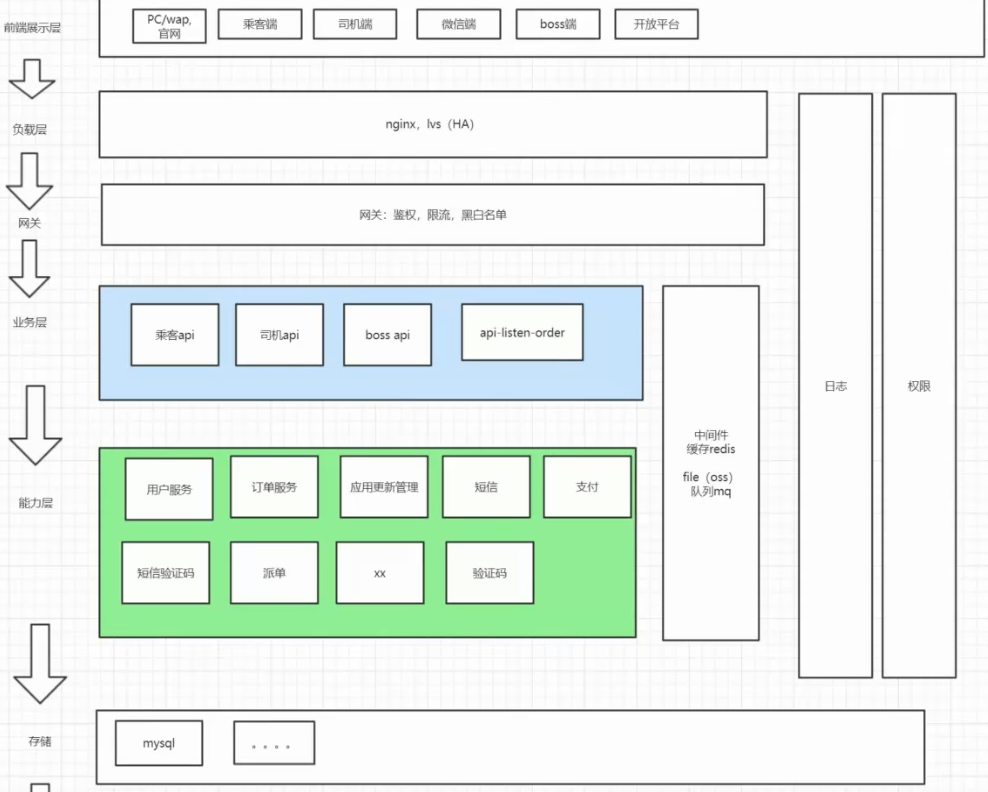 前端展示层
PC/wap,
官网
乘客端
司机端
微信端
boss端
开放平台
负载层
nginx，lvs（HA）
网关
网关：鉴权，限流，黑白名单
业务层
乘客api
司机api
boss api
api-listen-order
中间件
缓存redis
file（oss）
队列mq
日志
权限
能力层
用户服务
订单服务
应用更新管理
短信
支付
短信验证码
派单
xx
验证码
存储
mysql
。。。。